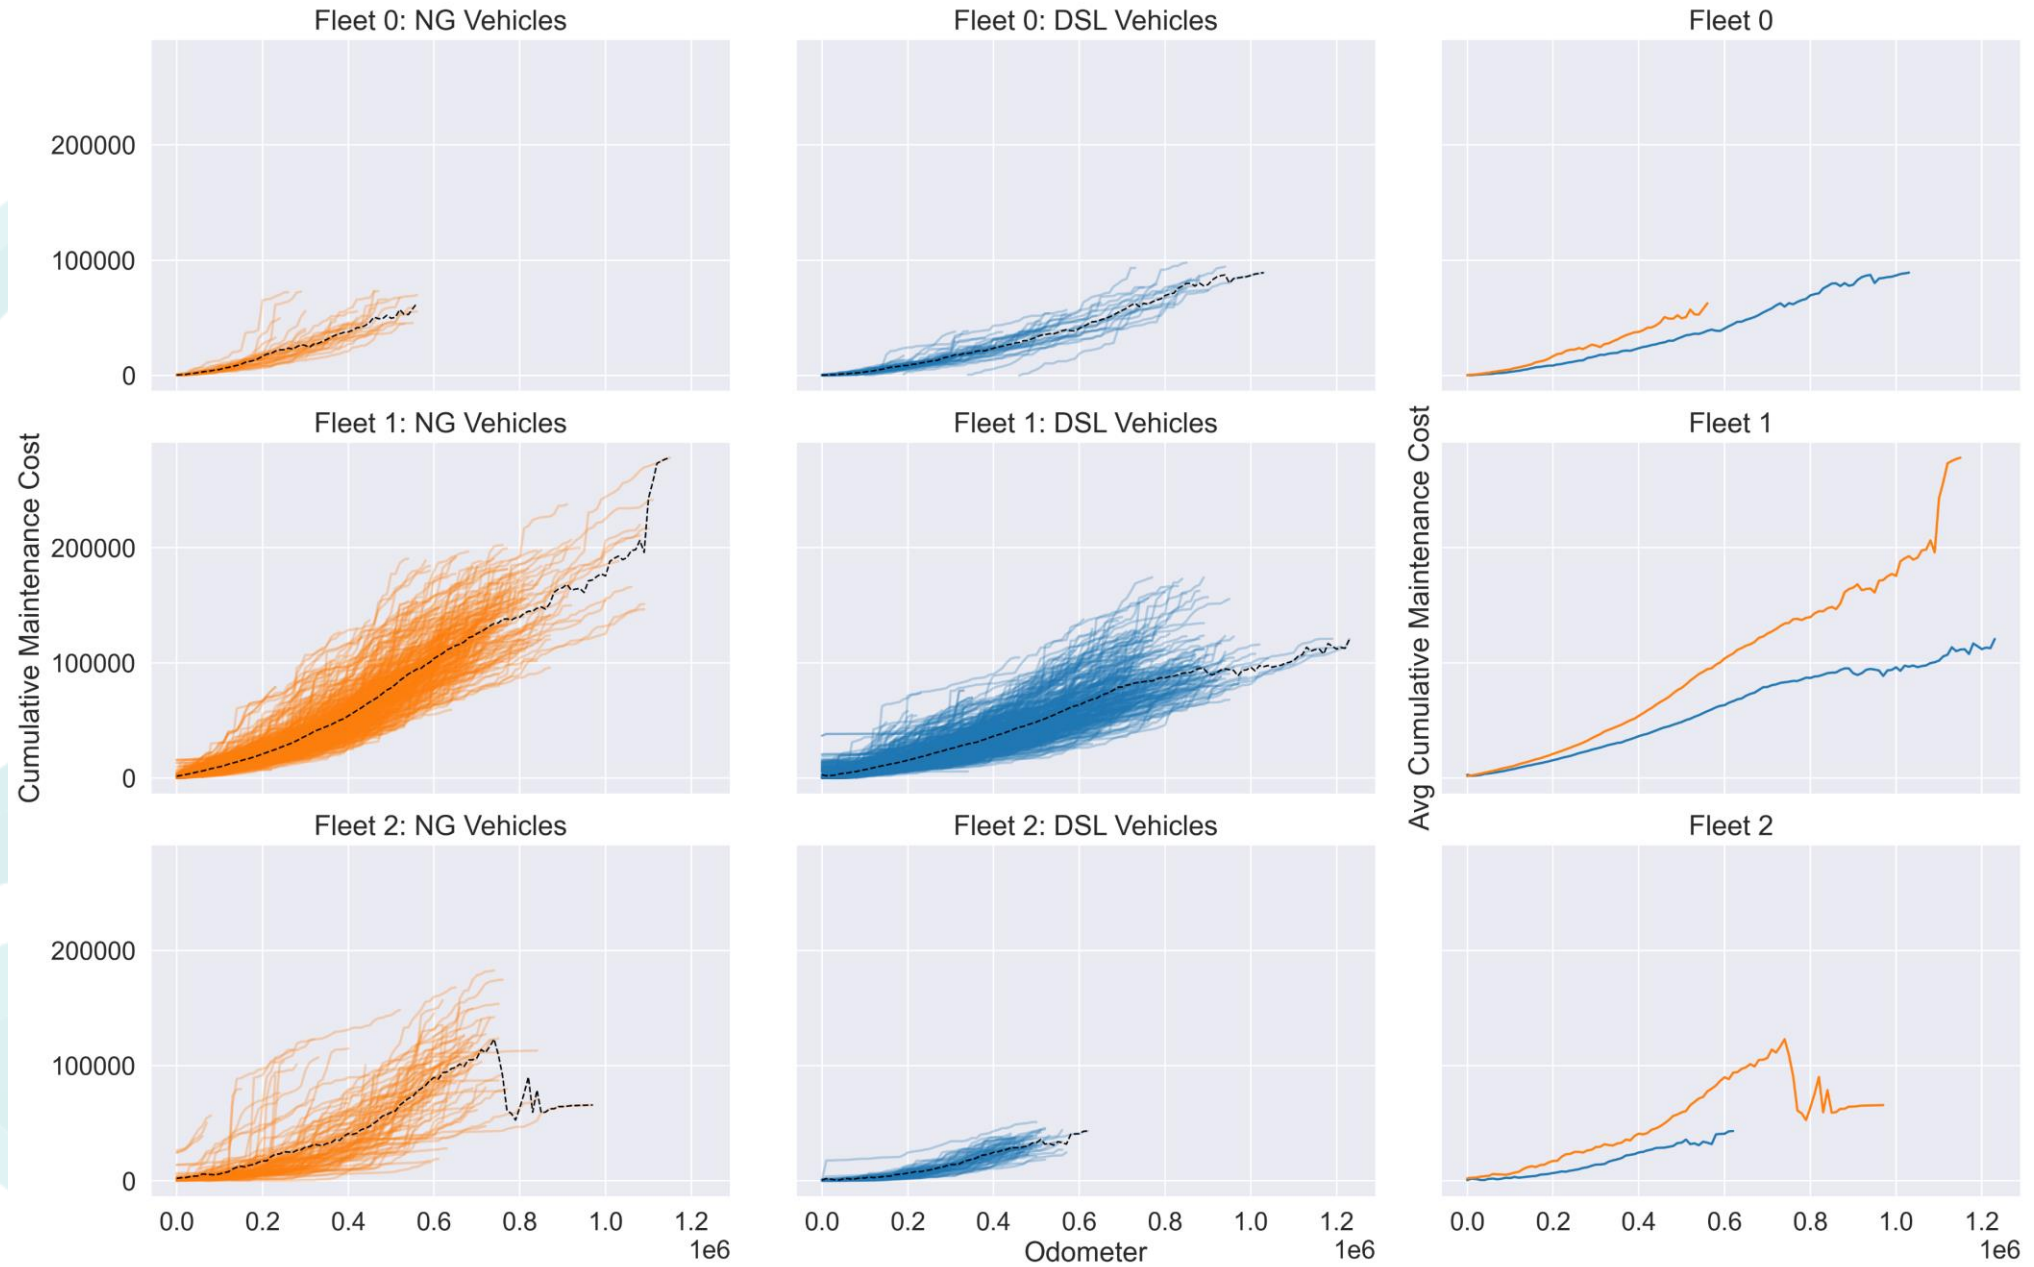 Fleet 0: NG Vehicles
Fleet 0: DSL Vehicles
Fleet 0
200000
100000
0
Fleet 1: NG Vehicles
Fleet 1: DSL Vehicles
Fleet 1
Cumulative Maintenance Cost
200000
100000
0
Avg Cumulative Maintenance Cost
Fleet 2: NG Vehicles
Fleet 2: DSL Vehicles
Fleet 2
200000
100000
0
0.0 0.2 0.4 0.6 0.8 1.0 1.2
1e6
0.0 0.2 0.4 0.6 0.8 1.0 1.2
1e6
Odometer
0.0 0.2 0.4 0.6 0.8 1.0 1.2
1e6